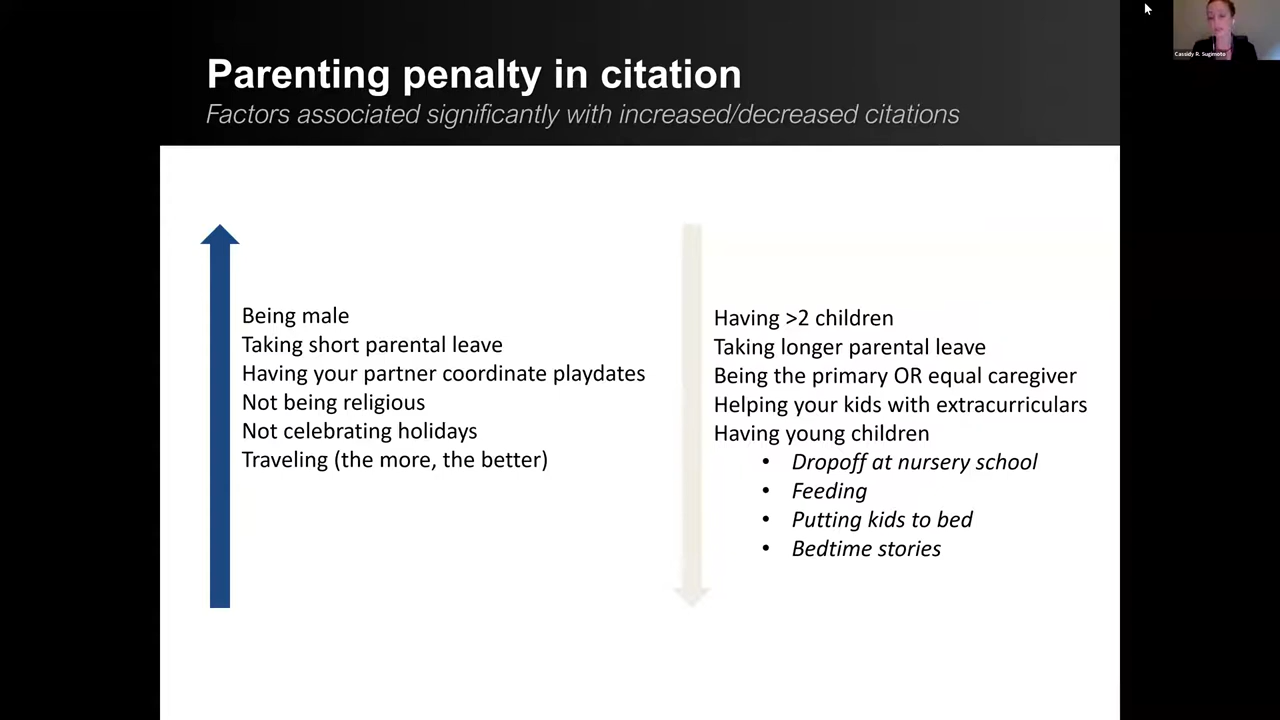 Parenting penalty in citation
Factors associated significantly with increased/decreased citations
Cassidy R. Sugimoto
Being male
Taking short parental leave
Having your partner coordinate playdates
Not being religious
Not celebrating holidays
Traveling (the more, the better)
Having >2 children
Taking longer parental leave
Being the primary OR equal caregiver
Helping your kids with extracurriculars
Having young children
• Dropoff at nursery school
• Feeding
• Putting kids to bed
• Bedtime stories